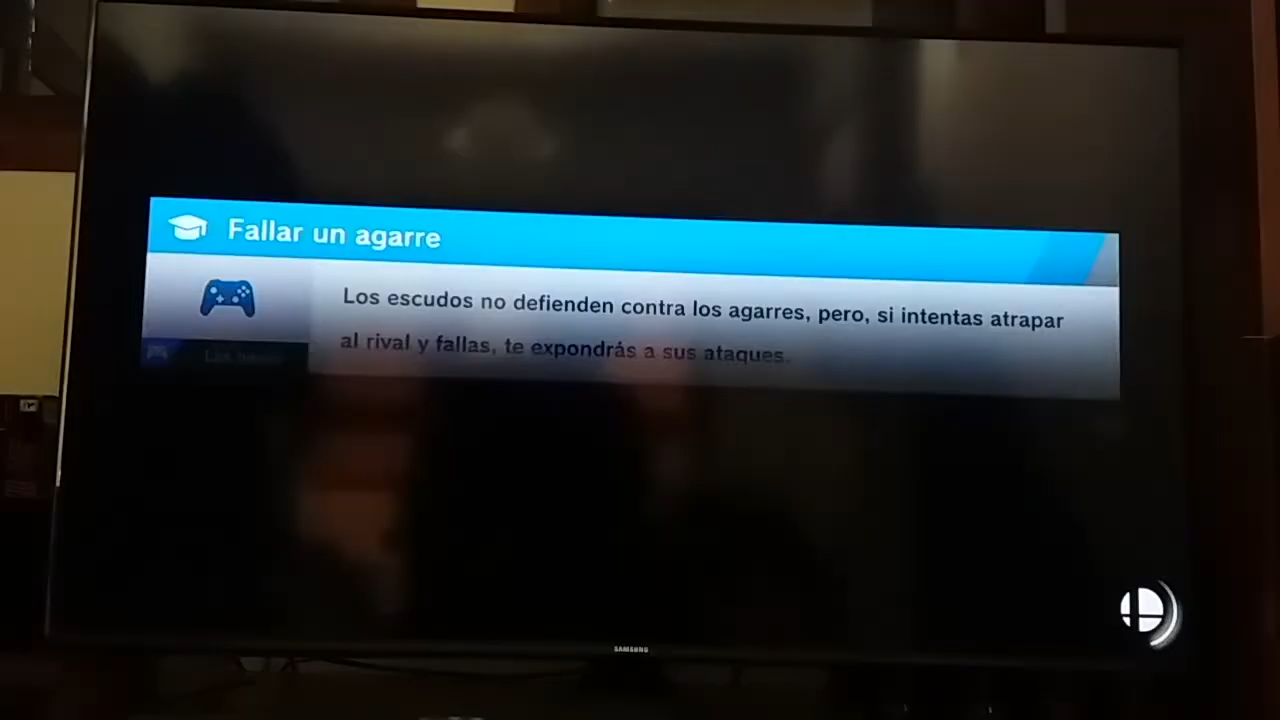 Fallar un agarre
Los escudos no defienden contra los agarres, pero, si intentas atrapar
al rival y fallas, te expondrás a sus ataques.
SAMSUNG